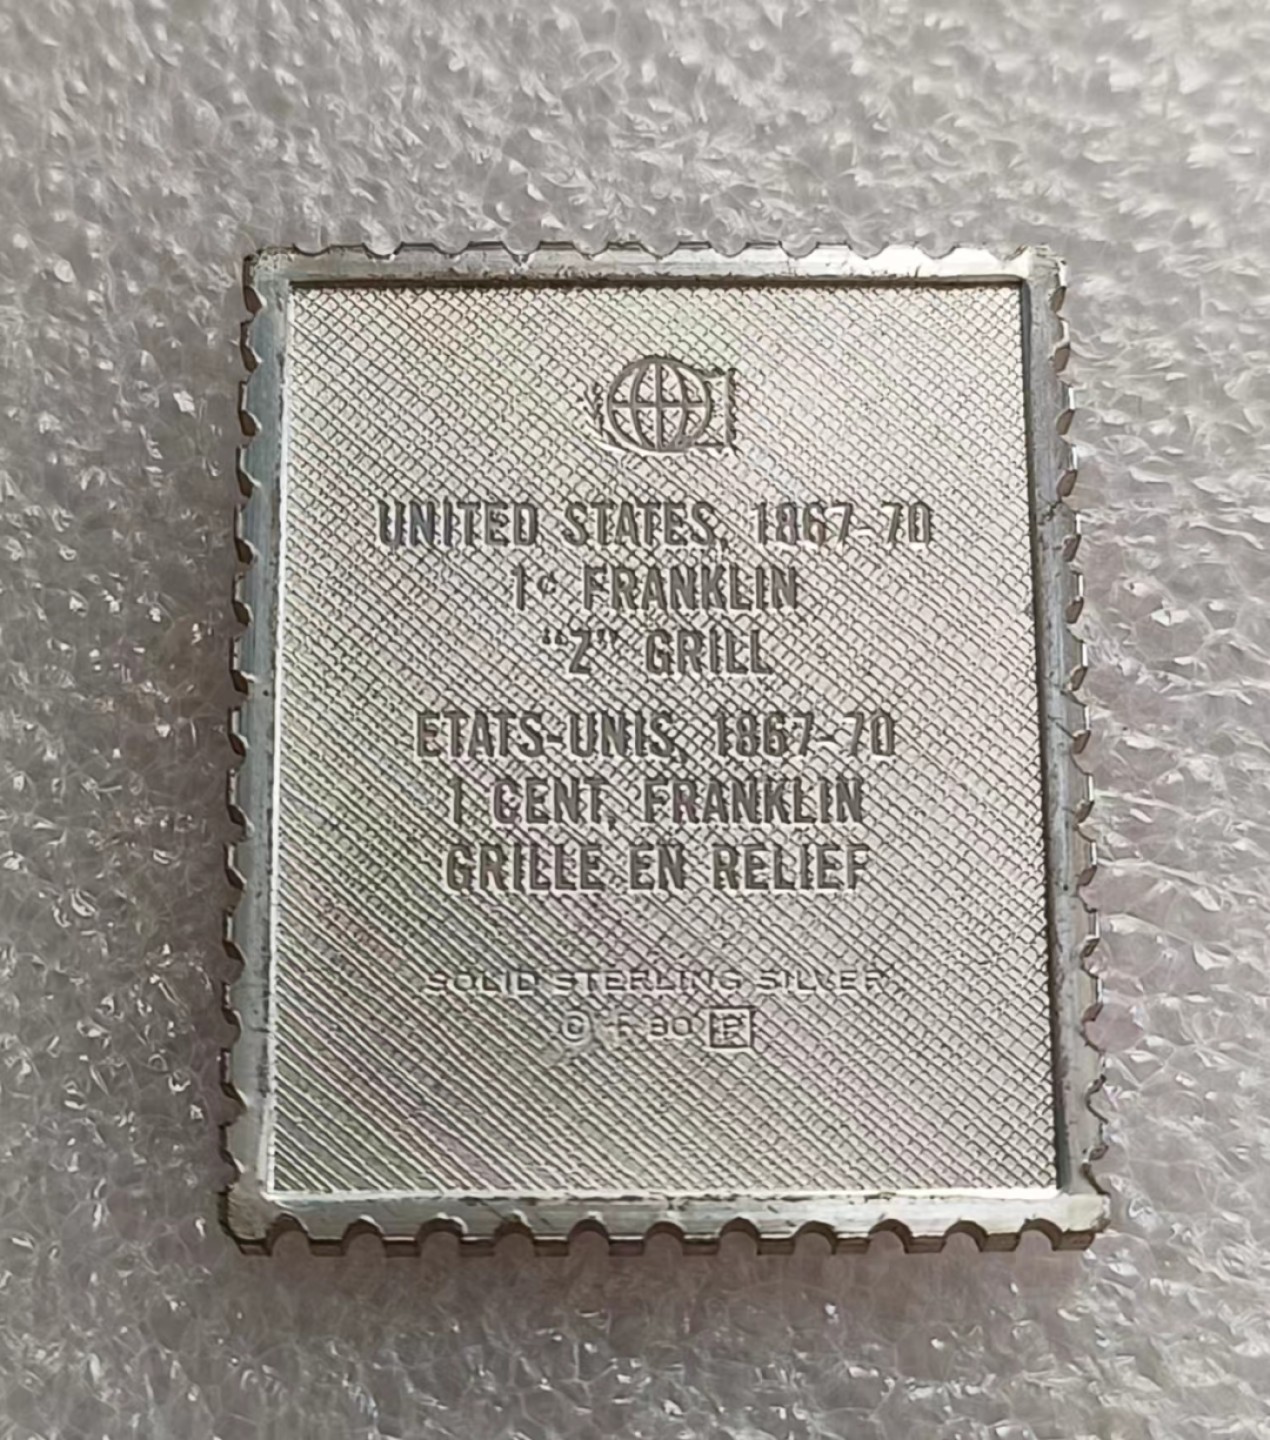 UNITED STATES, 1867-70
1¢ FRANKLIN
“Z” GRILL
ETATS-UNIS, 1867-70
1 CENT, FRANKLIN
GRILLE EN RELIEF
SOLID STERLING SILVER
© 80 P